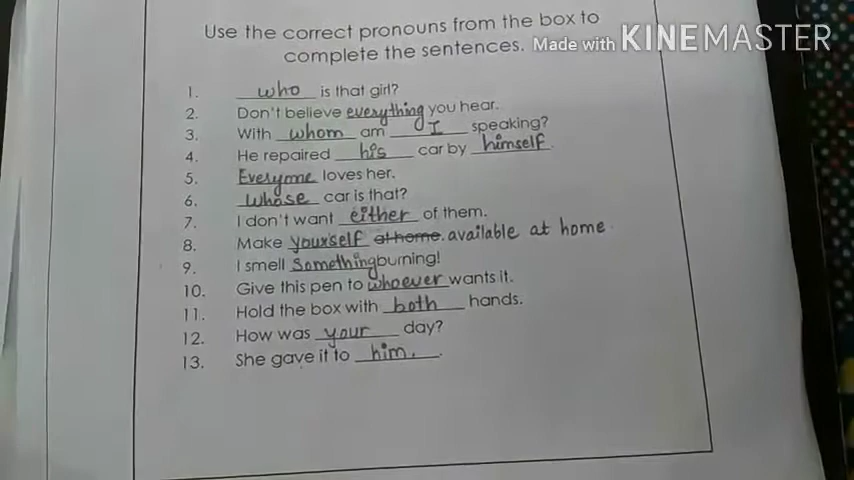 Use the correct pronouns from the box to
complete the sentences.
Made with KINEMASTER
1. who is that girl?
2. Don't believe everything you hear.
3. With whom am I speaking?
4. He repaired his car by himself.
5. Everyone loves her.
6. whose car is that?
7. I don't want either of them.
8. Make yourself at home. available at home
9. I smell something burning!
10. Give this pen to whoever wants it.
11. Hold the box with both hands.
12. How was your day?
13. She gave it to him.